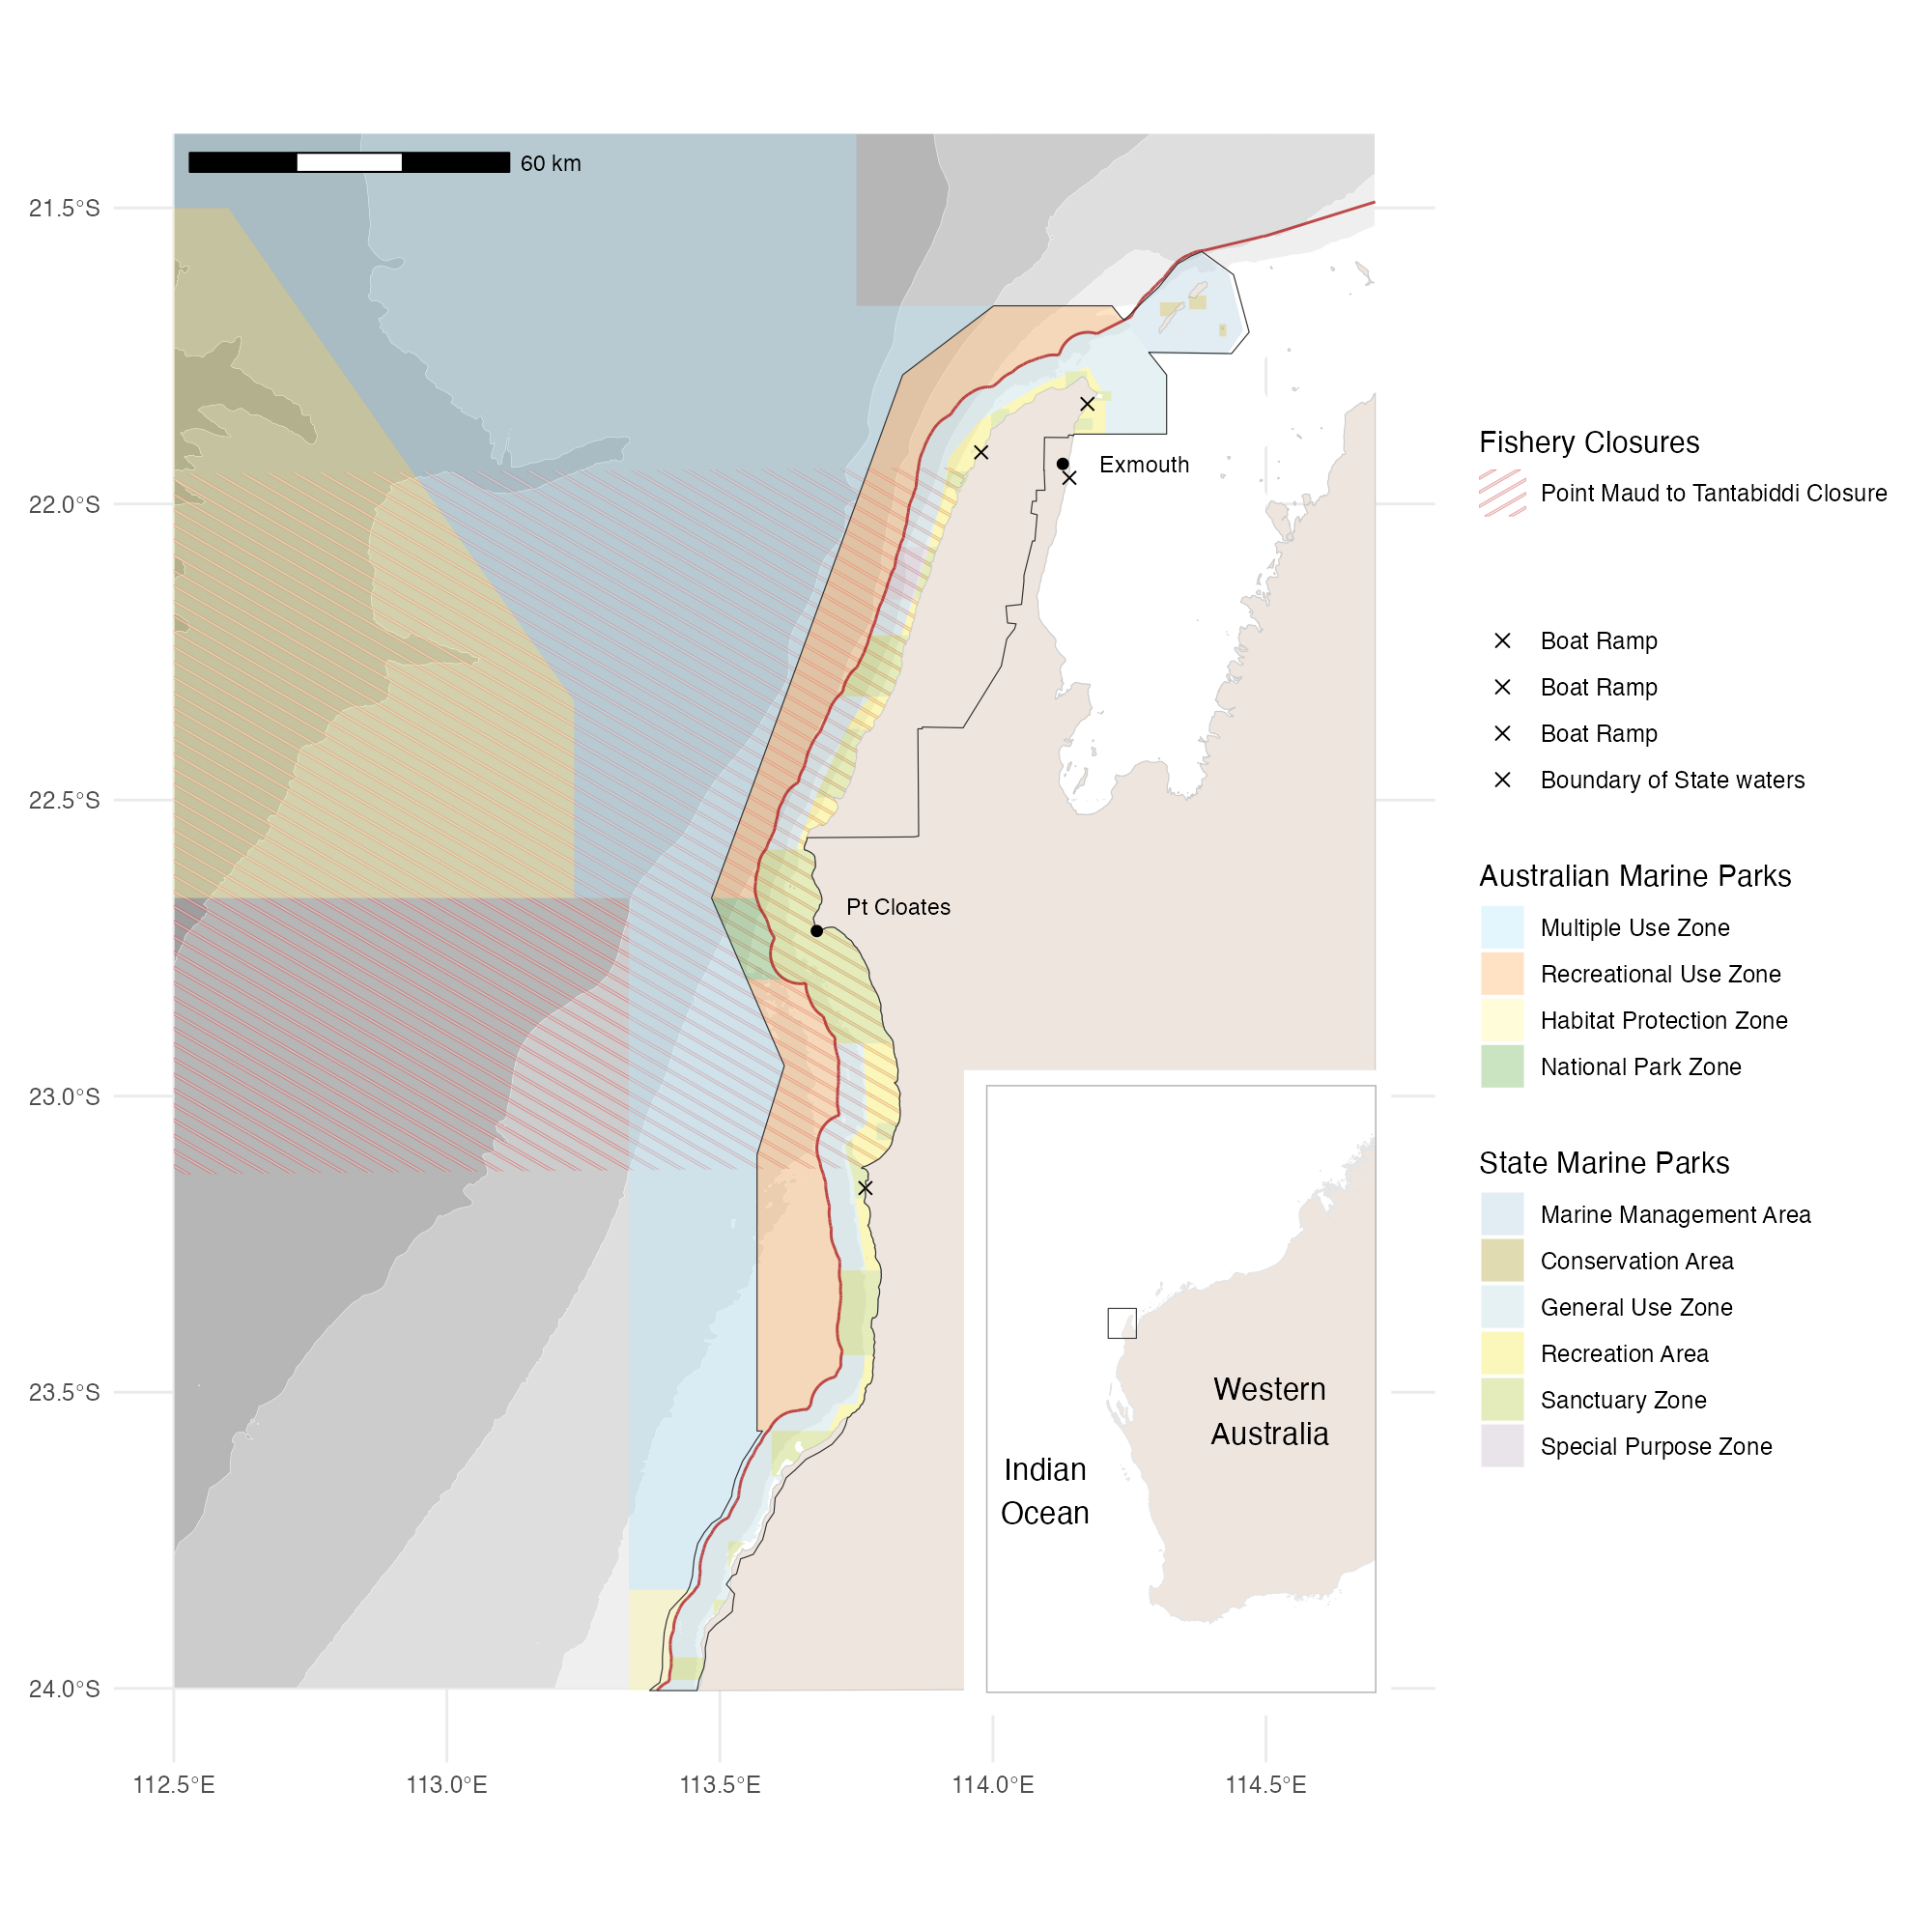 60 km
21.5°S
22.0°S
22.5°S
23.0°S
23.5°S
24.0°S
112.5°E
113.0°E
113.5°E
114.0°E
114.5°E
Exmouth
Pt Cloates
Western
Australia
Indian
Ocean
Fishery Closures
Point Maud to Tantabiddi Closure
Boat Ramp
Boat Ramp
Boat Ramp
Boundary of State waters
Australian Marine Parks
Multiple Use Zone
Recreational Use Zone
Habitat Protection Zone
National Park Zone
State Marine Parks
Marine Management Area
Conservation Area
General Use Zone
Recreation Area
Sanctuary Zone
Special Purpose Zone